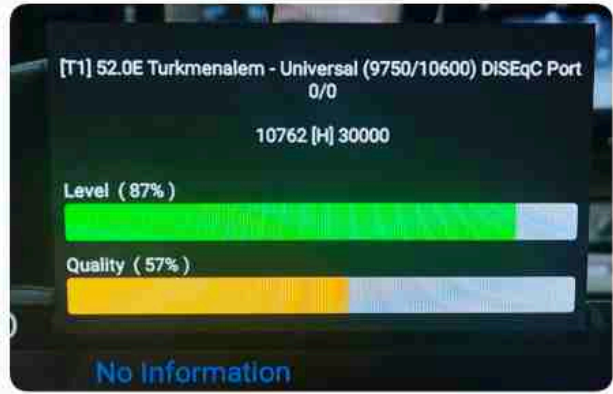 [T1] 52.0E Turkmenalem - Universal (9750/10600) DiSEqC Port
0/0
10762 [H] 30000
Level ( 87% )
Quality ( 57% )
No Information